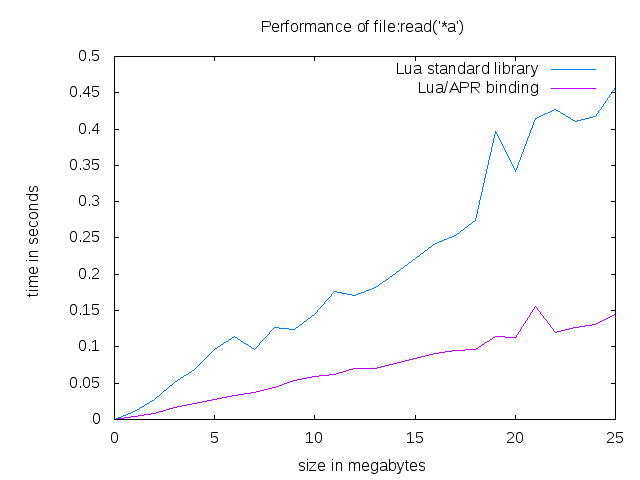 Performance of file:read('*a')
Lua standard library
Lua/APR binding
0.5
0.45
0.4
0.35
0.3
0.25
0.2
0.15
0.1
0.05
0
time in seconds
0 5 10 15 20 25
size in megabytes